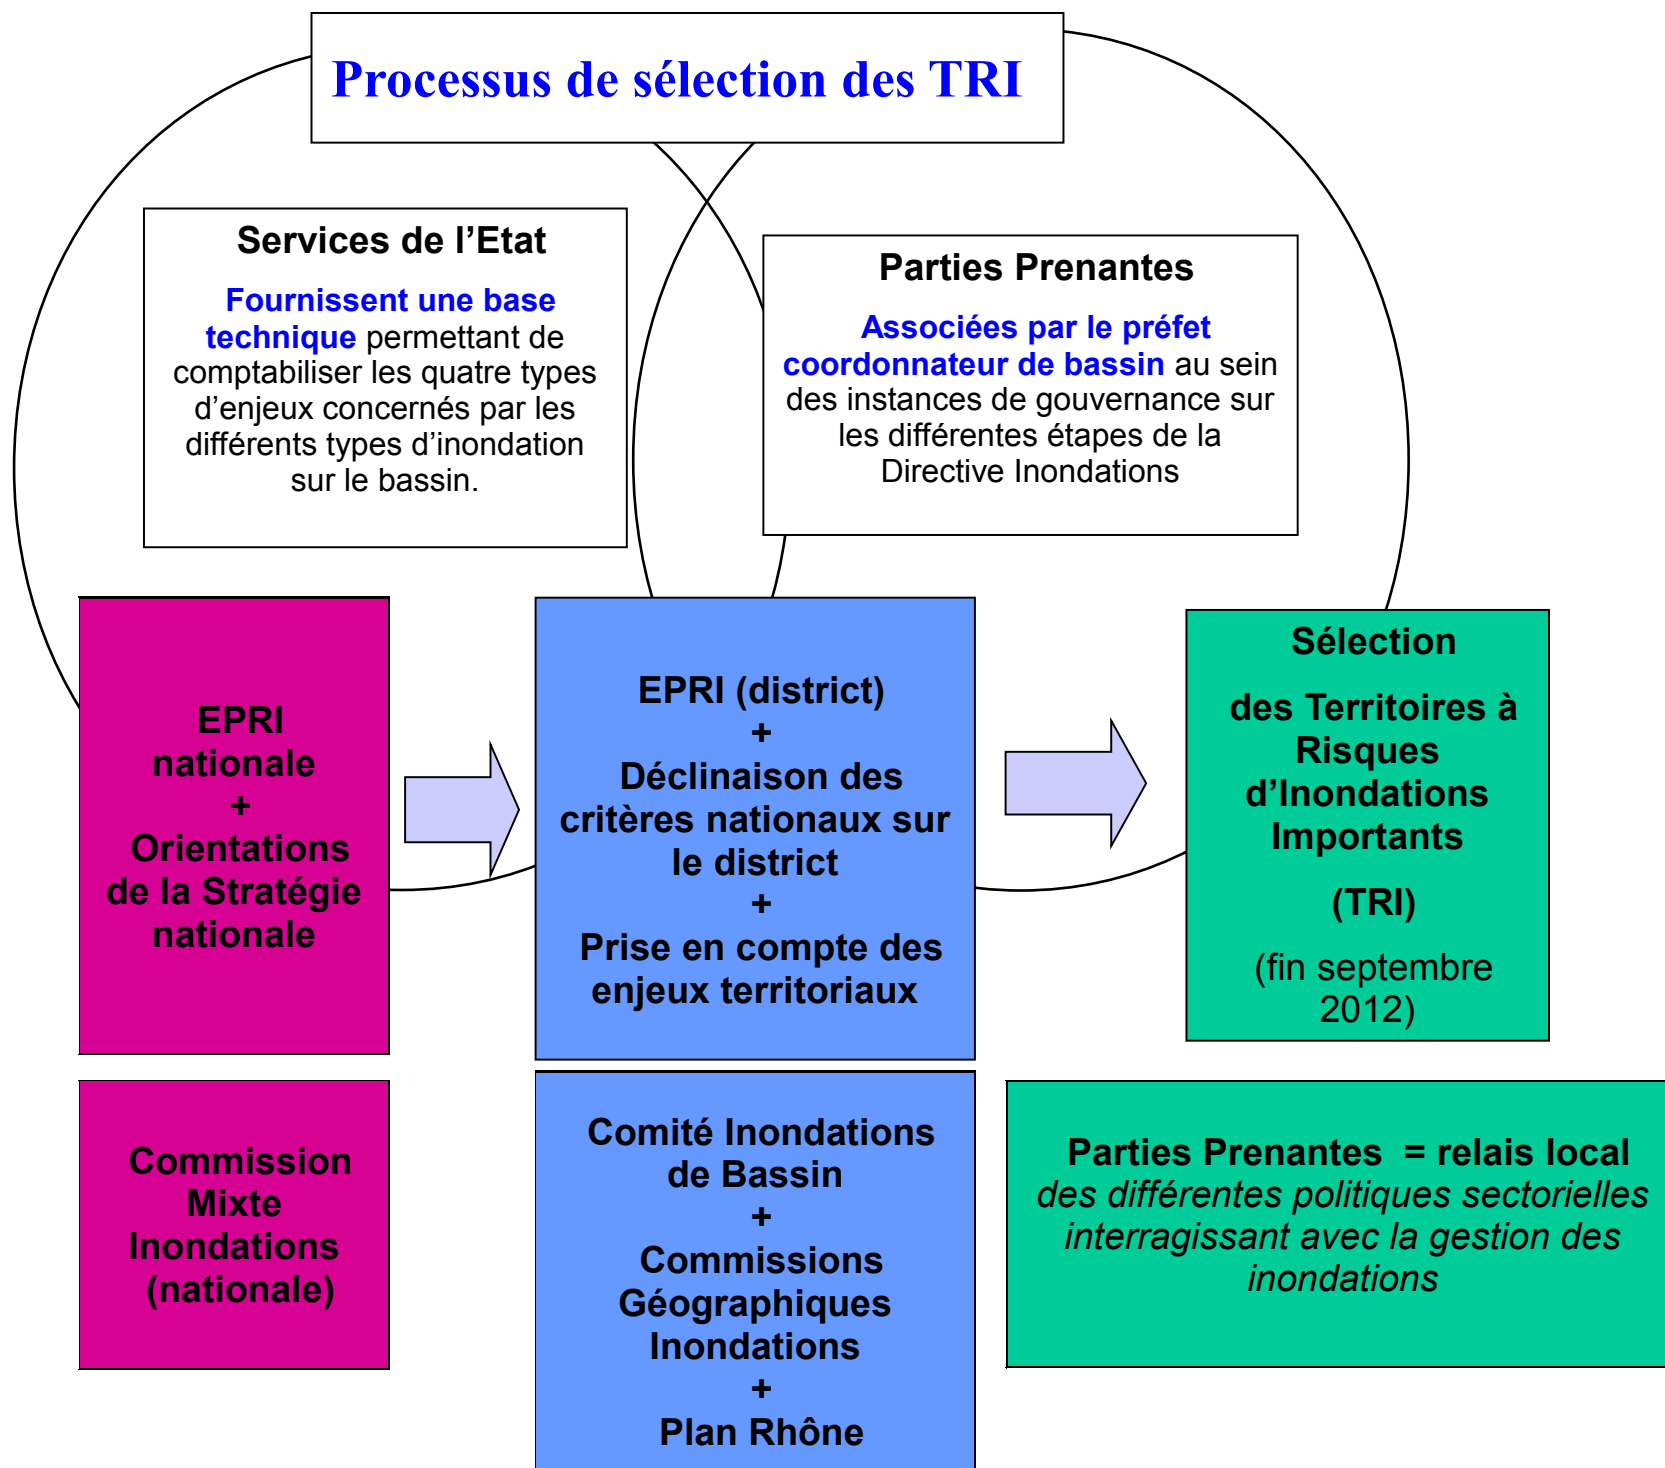 Processus de sélection des TRI
Services de l’Etat
Fournissent une base
technique permettant de
comptabiliser les quatre types
d’enjeux concernés par les
différents types d’inondation
sur le bassin.
Parties Prenantes
Associées par le préfet
coordonnateur de bassin au sein
des instances de gouvernance sur
les différentes étapes de la
Directive Inondations
EPRI
nationale
+
Orientations
de la Stratégie
nationale
EPRI (district)
+
Déclinaison des
critères nationaux sur
le district
+
Prise en compte des
enjeux territoriaux
Sélection
des Territoires à
Risques
d’Inondations
Importants
(TRI)
(fin septembre
2012)
Commission
Mixte
Inondations
(nationale)
Comité Inondations
de Bassin
+
Commissions
Géographiques
Inondations
+
Plan Rhône
Parties Prenantes = relais local
des différentes politiques sectorielles
interragissant avec la gestion des
inondations